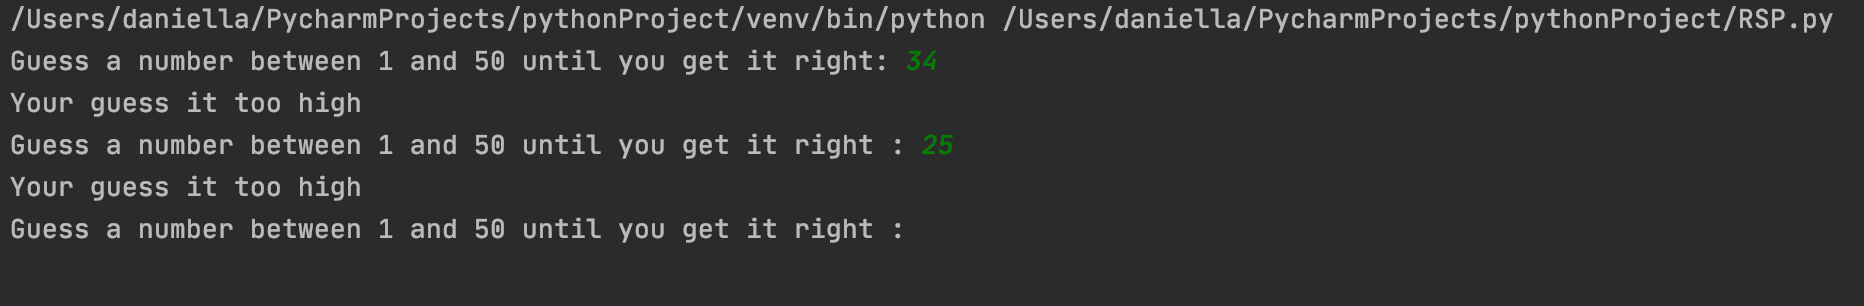 /Users/daniella/PycharmProjects/pythonProject/venv/bin/python /Users/daniella/PycharmProjects/pythonProject/RSP.py
Guess a number between 1 and 50 until you get it right: 34
Your guess it too high
Guess a number between 1 and 50 until you get it right : 25
Your guess it too high
Guess a number between 1 and 50 until you get it right :